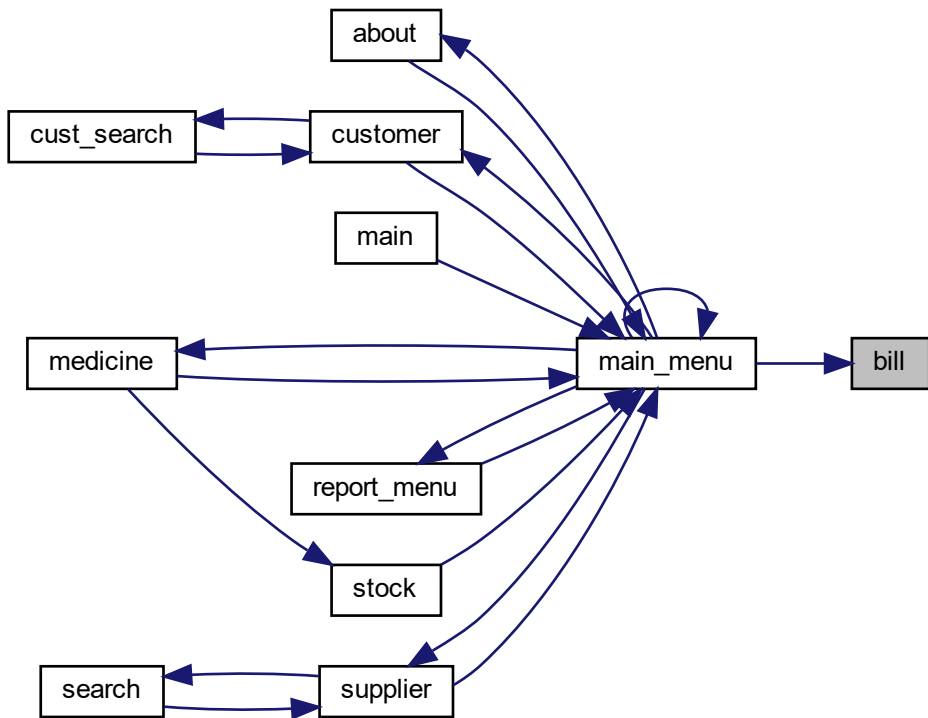 about
cust_search
customer
main
medicine
main_menu
bill
report_menu
stock
search
supplier